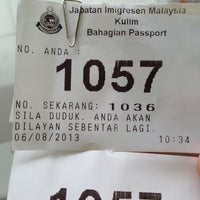 Jabatan Imigresen Malaysia
Kulim
Bahagian Passport
NO. ANDA :
1057
NO. SEKARANG: 1036
SILA DUDUK. ANDA AKAN
DILAYAN SEBENTAR LAGI.
06/08/2013 10:34
1057